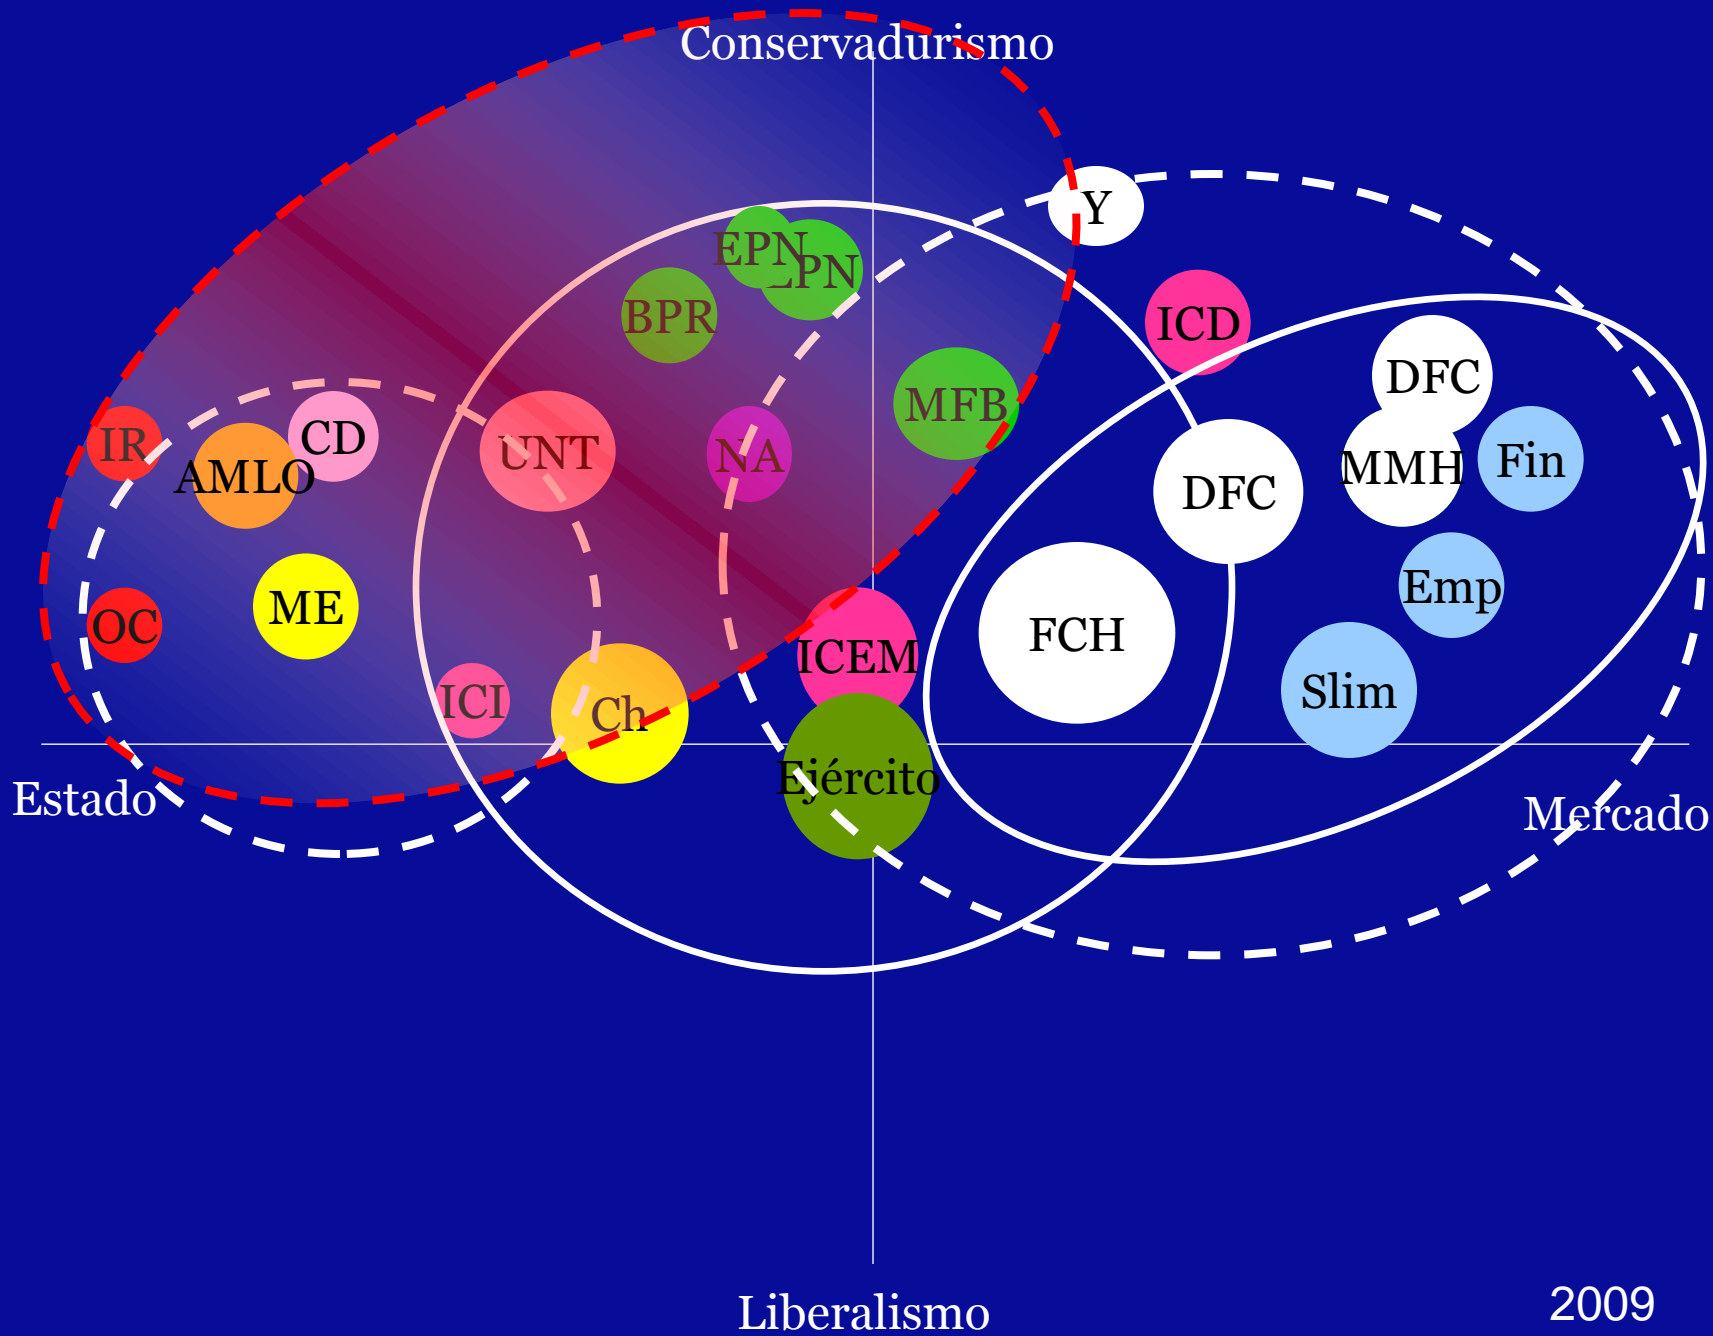 Conservadurismo
Y
EPN
EPN
BPR
ICD
DFC
MFB
IR
CD
AMLO
UNT
NA
MMH
Fin
DFC
Emp
ME
OC
FCH
ICEM
Slim
ICI
Ch
Ejército
Estado
Mercado
Liberalismo
2009